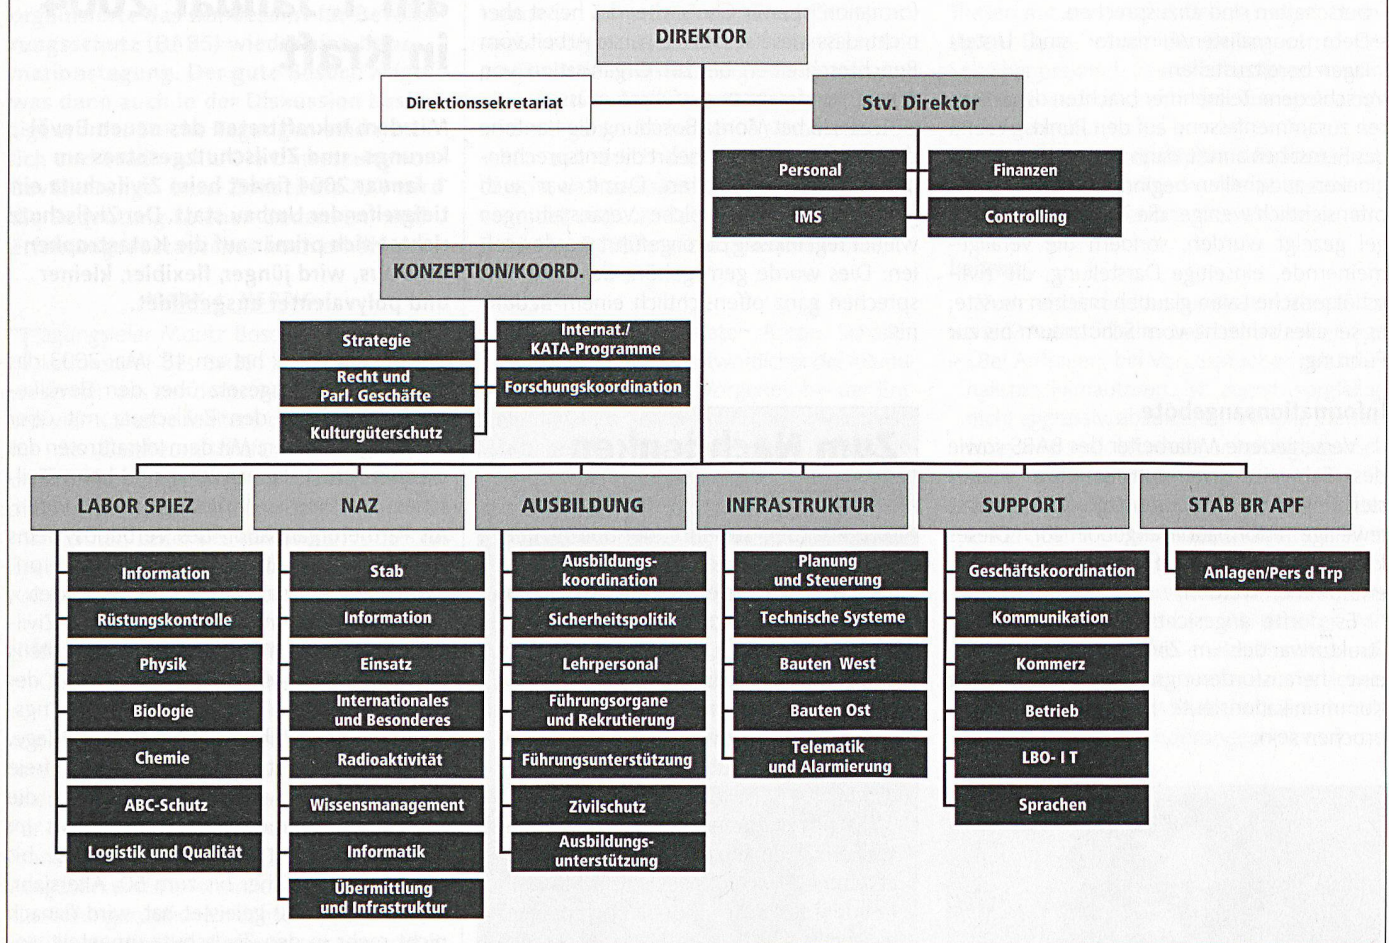 DIREKTOR
Direktionssekretariat
Stv. Direktor
Personal
Finanzen
IMS
Controlling
KONZEPTION/KOORD.
Strategie
Internat./
KATA-Programme
Recht und
Parl. Geschäfte
Forschungskoordination
Kulturgüterschutz
LABOR SPIEZ
Information
Rüstungskontrolle
Physik
Biologie
Chemie
ABC-Schutz
Logistik und Qualität
NAZ
Stab
Information
Einsatz
Internationales
und Besonderes
Radioaktivität
Wissensmanagement
Informatik
Übermittlung
und Infrastruktur
AUSBILDUNG
Ausbildungs-
koordination
Sicherheitspolitik
Lehrpersonal
Führungsorgane
und Rekrutierung
Führungsunterstützung
Zivilschutz
Ausbildungs-
unterstützung
INFRASTRUKTUR
Planung
und Steuerung
Technische Systeme
Bauten West
Bauten Ost
Telematik
und Alarmierung
SUPPORT
Geschäftskoordination
Kommunikation
Kommerz
Betrieb
LBO- I T
Sprachen
STAB BR APF
Anlagen/Pers d Trp